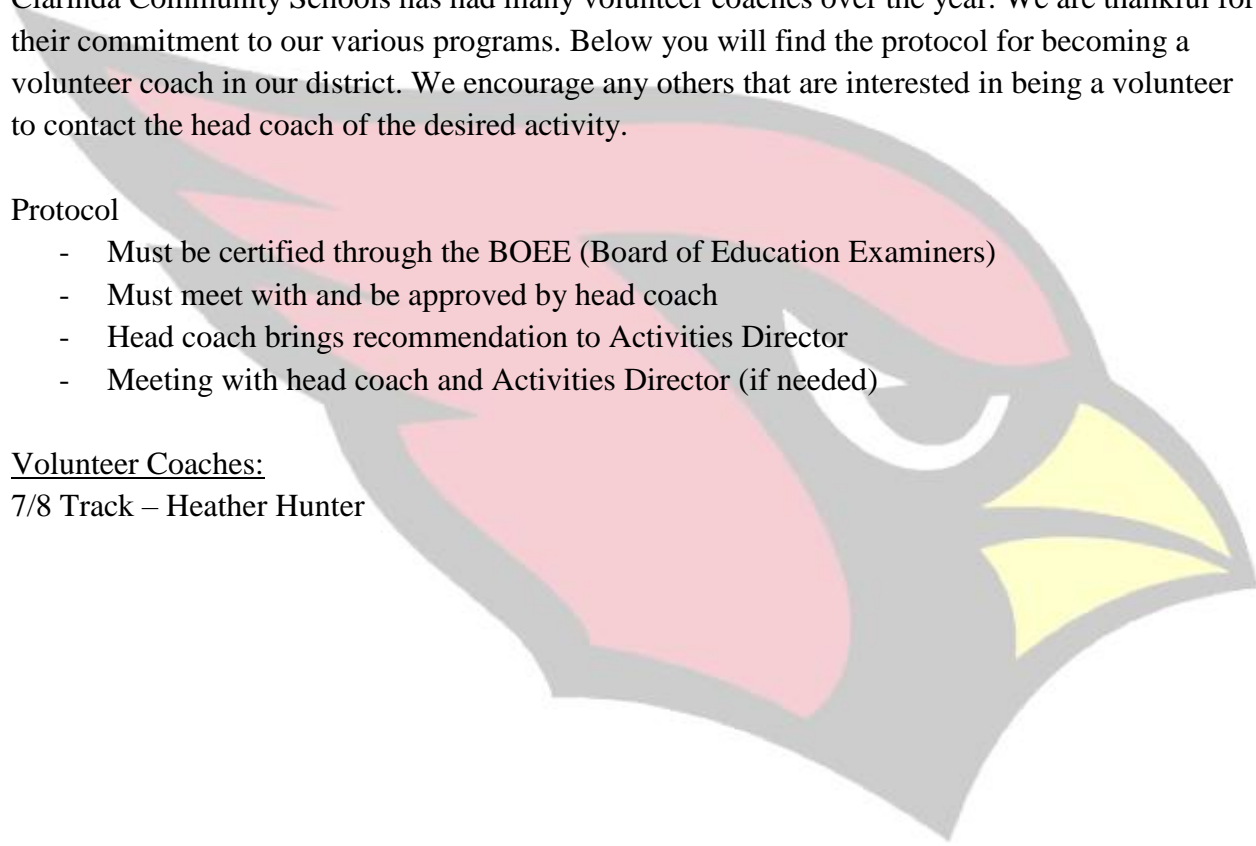 Clarinda Community Schools has had many volunteer coaches over the year. We are thankful for
their commitment to our various programs. Below you will find the protocol for becoming a
volunteer coach in our district. We encourage any others that are interested in being a volunteer
to contact the head coach of the desired activity.
Protocol
- Must be certified through the BOEE (Board of Education Examiners)
- Must meet with and be approved by head coach
- Head coach brings recommendation to Activities Director
- Meeting with head coach and Activities Director (if needed)
Volunteer Coaches:
7/8 Track – Heather Hunter